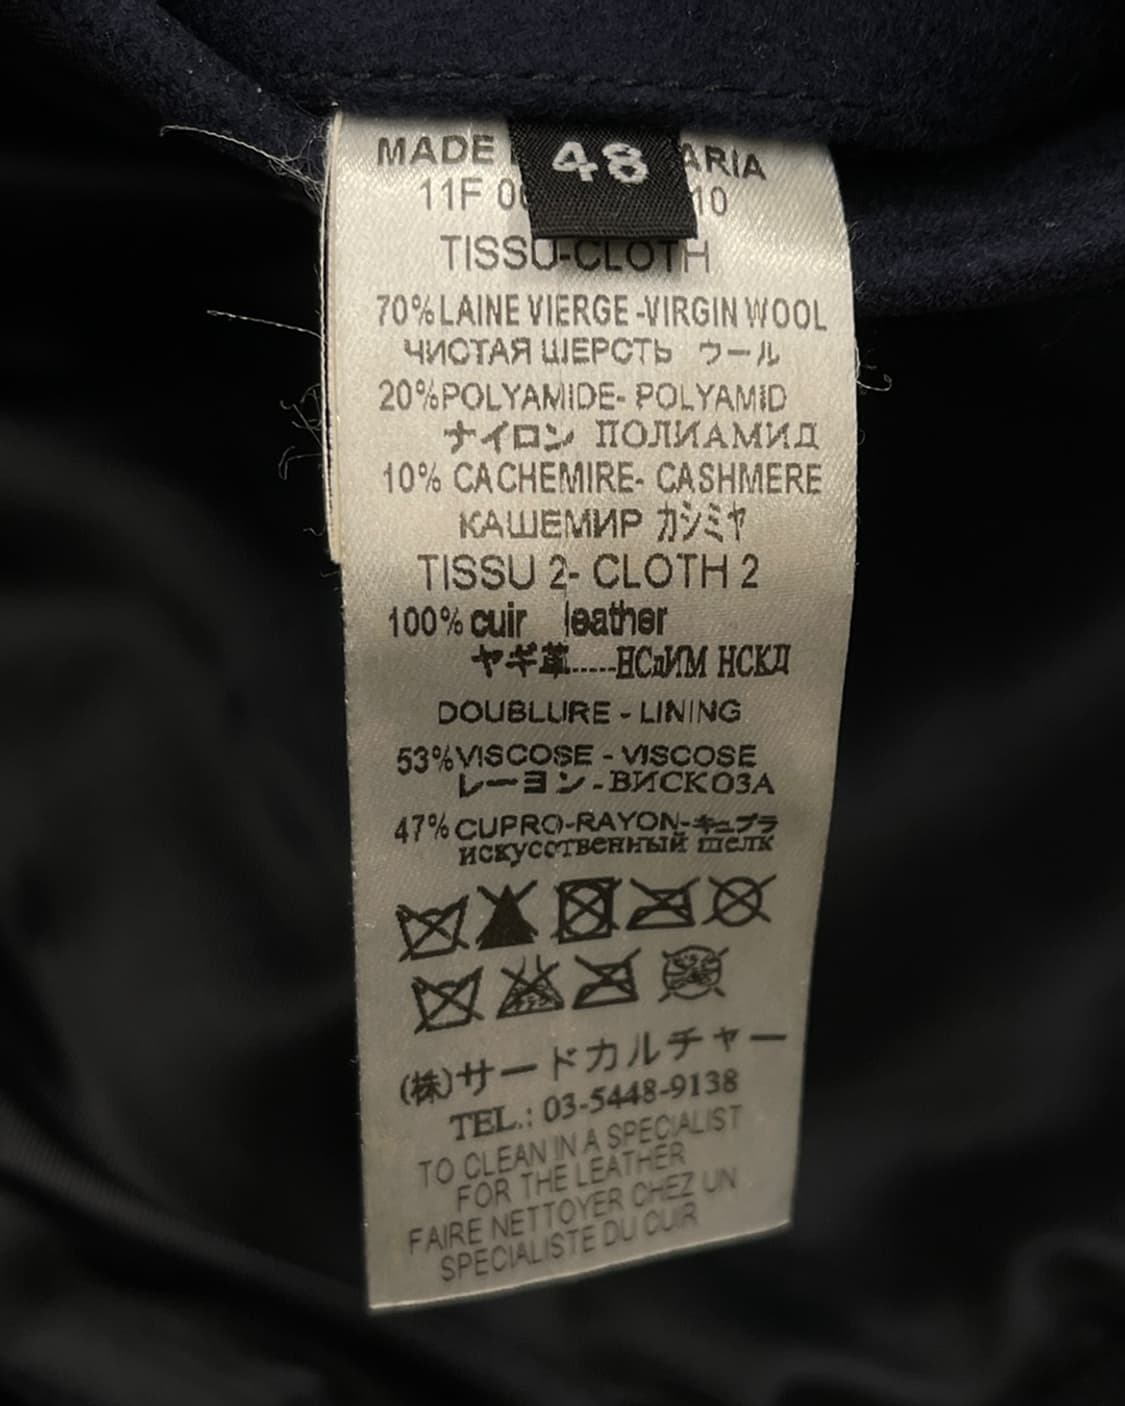 48
MADE ARIA
11F 10
TISSU-CLOTH
70% LAINE VIERGE -VIRGIN WOOL
ЧИСТАЯ ШЕРСТЬ ウール
20% POLYAMIDE- POLYAMID
ナイロン ПОЛИАМИД
10% CACHEMIRE- CASHMERE
КАШЕМИР カシミヤ
TISSU 2- CLOTH 2
100% cuir leather
ヤギ革.....-НСлИМ НСКД
DOUBLURE - LINING
53% VISCOSE - VISCOSE
レーヨン-ВИСКОЗА
47% CUPRO-RAYON-キュプラ
искусственный шелк
(株)サードカルチャー
TEL.: 03-5448-9138
TO CLEAN IN A SPECIALIST
FOR THE LEATHER
FAIRE NETTOYER CHEZ UN
SPECIALISTE DU CUIR